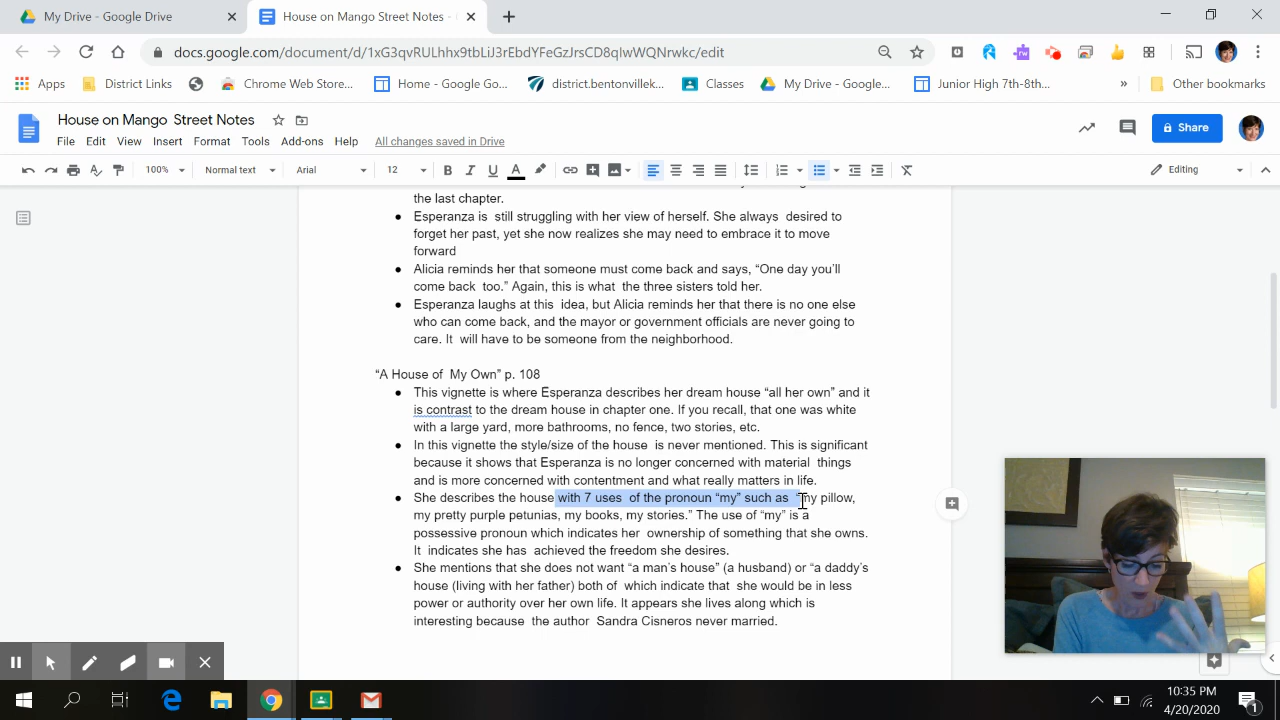 My Drive - Google Drive
House on Mango Street Notes -
docs.google.com/document/d/1xG3qvRULhhx9tbLiJ3rEbdYFeGzJrsCD8qIwWQNrwkc/edit
Apps District Links Chrome Web Store... Home - Google Go... district.bentonvillek... Classes My Drive - Google... Junior High 7th-8th... » Other bookmarks
House on Mango Street Notes
File Edit View Insert Format Tools Add-ons Help All changes saved in Drive
Share
100% Normal text Arial 12 B I U A Editing
the last chapter.
● Esperanza is still struggling with her view of herself. She always desired to
forget her past, yet she now realizes she may need to embrace it to move
forward
● Alicia reminds her that someone must come back and says, “One day you’ll
come back too.” Again, this is what the three sisters told her.
● Esperanza laughs at this idea, but Alicia reminds her that there is no one else
who can come back, and the mayor or government officials are never going to
care. It will have to be someone from the neighborhood.
“A House of My Own” p. 108
● This vignette is where Esperanza describes her dream house “all her own” and it
is contrast to the dream house in chapter one. If you recall, that one was white
with a large yard, more bathrooms, no fence, two stories, etc.
● In this vignette the style/size of the house is never mentioned. This is significant
because it shows that Esperanza is no longer concerned with material things
and is more concerned with contentment and what really matters in life.
● She describes the house with 7 uses of the pronoun “my” such as “my pillow,
my pretty purple petunias, my books, my stories.” The use of “my” is a
possessive pronoun which indicates her ownership of something that she owns.
It indicates she has achieved the freedom she desires.
● She mentions that she does not want “a man’s house” (a husband) or “a daddy’s
house (living with her father) both of which indicate that she would be in less
power or authority over her own life. It appears she lives along which is
interesting because the author Sandra Cisneros never married.
10:35 PM
4/20/2020
1